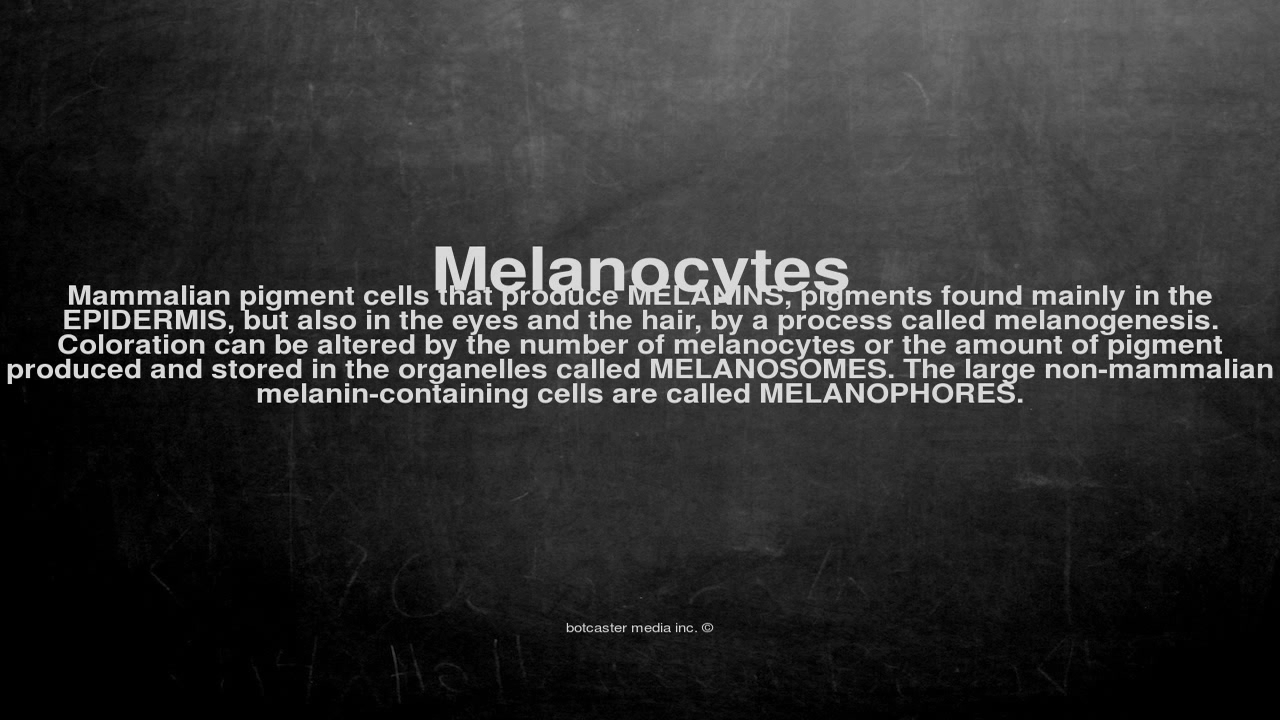 Melanocytes
Mammalian pigment cells that produce MELANINS, pigments found mainly in the
EPIDERMIS, but also in the eyes and the hair, by a process called melanogenesis.
Coloration can be altered by the number of melanocytes or the amount of pigment
produced and stored in the organelles called MELANOSOMES. The large non-mammalian
melanin-containing cells are called MELANOPHORES.
botcaster media inc. ©